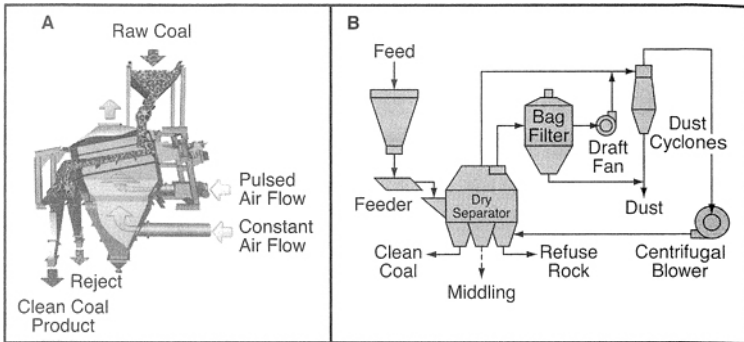 A
Raw Coal
Pulsed
Air Flow
Constant
Air Flow
Reject
Clean Coal
Product
B
Feed
Feeder
Bag
Filter
Draft
Fan
Dust
Cyclones
Dry
Separator
Dust
Clean
Coal
Middling
Refuse
Rock
Centrifugal
Blower